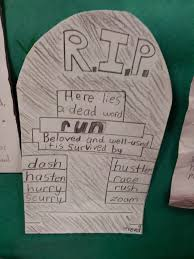 R.I.P.
Here lies
a dead word
RUN
Beloved and well-used
it is survived by
dash
hasten
hurry
scurry
hustle
race
rush
zoom